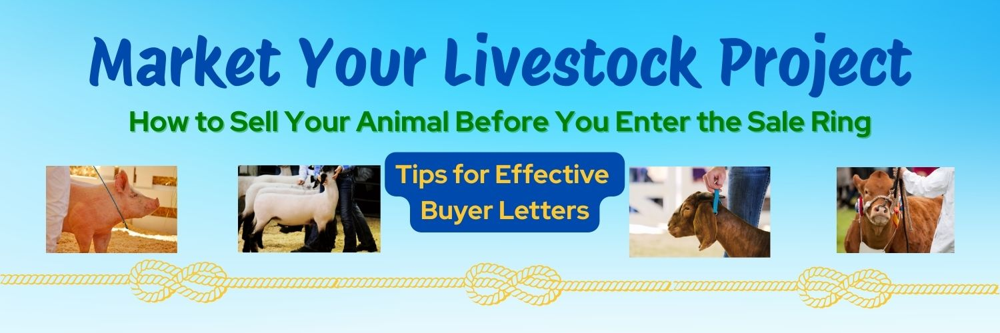 Market Your Livestock Project
How to Sell Your Animal Before You Enter the Sale Ring
Tips for Effective
Buyer Letters